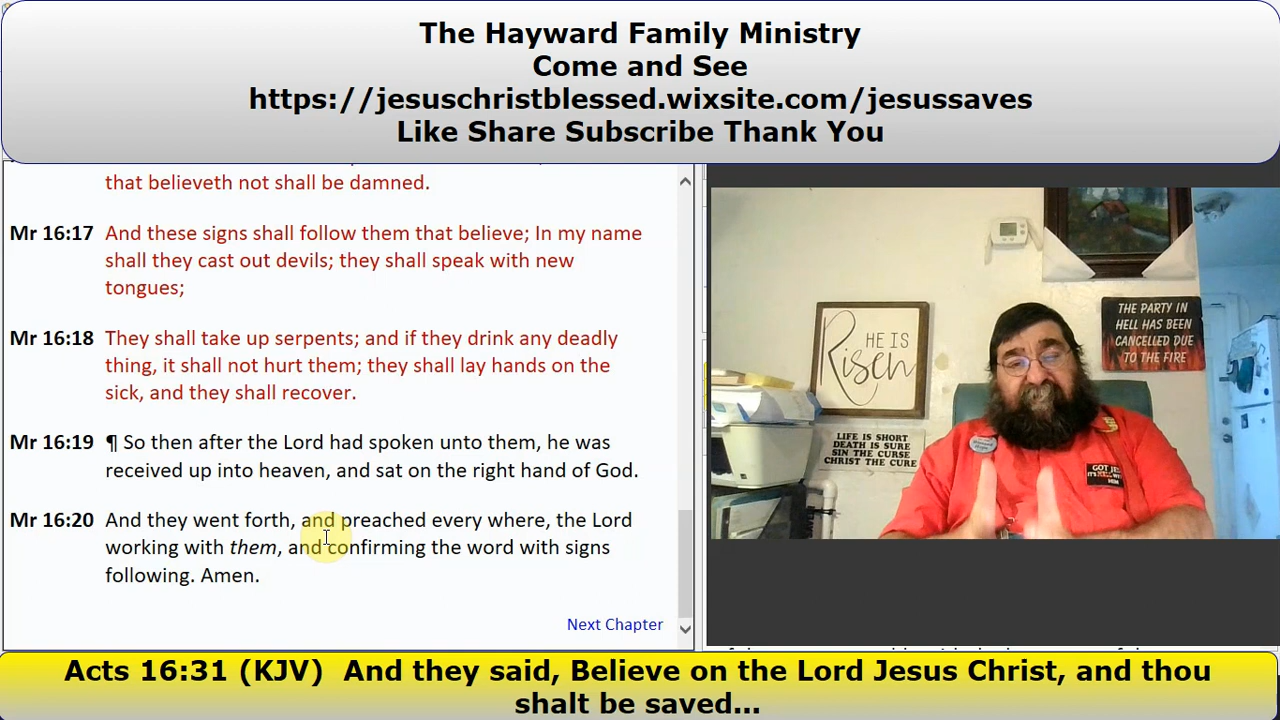 The Hayward Family Ministry
Come and See
https://jesuschristblessed.wixsite.com/jesussaves
Like Share Subscribe Thank You
that believeth not shall be damned.
Mr 16:17 And these signs shall follow them that believe; In my name
shall they cast out devils; they shall speak with new
tongues;
Mr 16:18 They shall take up serpents; and if they drink any deadly
thing, it shall not hurt them; they shall lay hands on the
sick, and they shall recover.
Mr 16:19 ¶ So then after the Lord had spoken unto them, he was
received up into heaven, and sat on the right hand of God.
Mr 16:20 And they went forth, and preached every where, the Lord
working with them, and confirming the word with signs
following. Amen.
Next Chapter
HE IS
Risen
LIFE IS SHORT
DEATH IS SURE
SIN THE CURSE
CHRIST THE CURE
THE PARTY IN
HELL HAS BEEN
CANCELLED DUE
TO THE FIRE
GOT
HIM
Acts 16:31 (KJV) And they said, Believe on the Lord Jesus Christ, and thou
shalt be saved...